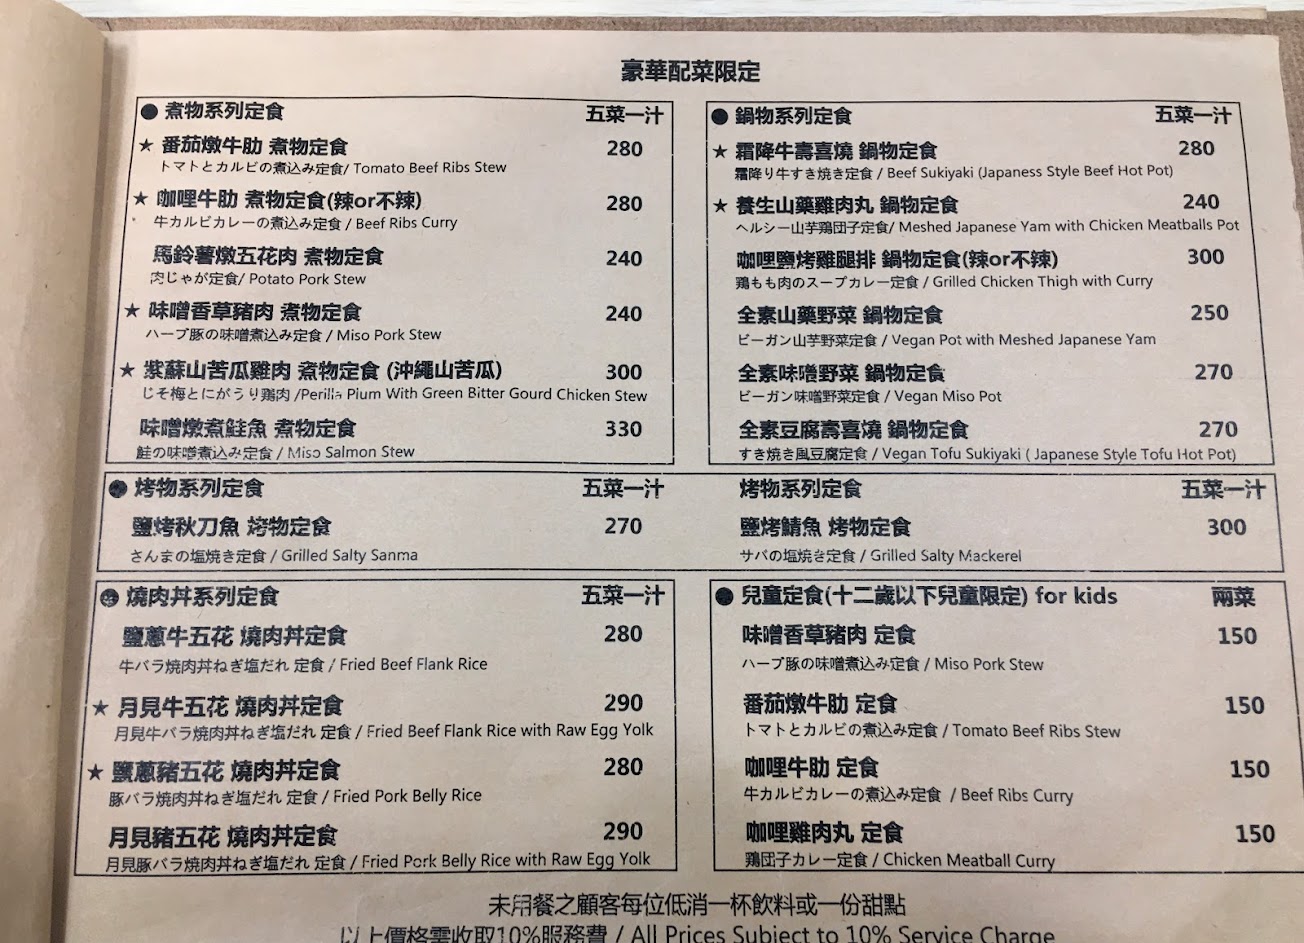 豪華配菜限定
● 煮物系列定食 五菜一汁
★ 番茄燉牛肋 煮物定食 280
トマトとカルビの煮込み定食/ Tomato Beef Ribs Stew
★ 咖哩牛肋 煮物定食(辣or不辣) 280
牛カルビカレーの煮込み定食 / Beef Ribs Curry
馬鈴薯燉五花肉 煮物定食 240
肉じゃが定食/ Potato Pork Stew
★ 味噌香草豬肉 煮物定食 240
ハーブ豚の味噌煮込み定食 / Miso Pork Stew
★ 紫蘇山苦瓜雞肉 煮物定食 (沖繩山苦瓜) 300
じそ梅とにがうり鶏肉 /Perilla Plum With Green Bitter Gourd Chicken Stew
味噌燉煮鮭魚 煮物定食 330
鮭の味噌煮込み定食 / Miso Salmon Stew
● 鍋物系列定食 五菜一汁
★ 霜降牛壽喜燒 鍋物定食 280
霜降り牛すき焼き定食 / Beef Sukiyaki (Japaness Style Beef Hot Pot)
★ 養生山藥雞肉丸 鍋物定食 240
ヘルシー山芋鶏団子定食/ Meshed Japanese Yam with Chicken Meatballs Pot
咖哩鹽烤雞腿排 鍋物定食(辣or不辣) 300
鶏もも肉のスープカレー定食 / Grilled Chicken Thigh with Curry
全素山藥野菜 鍋物定食 250
ビーガン山芋野菜定食 / Vegan Pot with Meshed Japanese Yam
全素味噌野菜 鍋物定食 270
ビーガン味噌野菜定食 / Vegan Miso Pot
全素豆腐壽喜燒 鍋物定食 270
すき焼き風豆腐定食 / Vegan Tofu Sukiyaki ( Japanese Style Tofu Hot Pot)
● 烤物系列定食 五菜一汁
鹽烤秋刀魚 烤物定食 270
さんまの塩焼き定食 / Grilled Salty Sanma
烤物系列定食 五菜一汁
鹽烤鯖魚 烤物定食 300
サバの塩焼き定食 / Grilled Salty Mackerel
● 燒肉丼系列定食 五菜一汁
鹽蔥牛五花 燒肉丼定食 280
牛バラ焼肉丼ねぎ塩だれ 定食 / Fried Beef Flank Rice
★ 月見牛五花 燒肉丼定食 290
月見牛バラ焼肉丼ねぎ塩だれ 定食 / Fried Beef Flank Rice with Raw Egg Yolk
★ 鹽蔥豬五花 燒肉丼定食 280
豚バラ焼肉丼ねぎ塩だれ 定食 / Fried Pork Belly Rice
月見豬五花 燒肉丼定食 290
月見豚バラ焼肉丼ねぎ塩だれ 定食 / Fried Pork Belly Rice with Raw Egg Yolk
● 兒童定食(十二歲以下兒童限定) for kids 兩菜
味噌香草豬肉 定食 150
ハーブ豚の味噌煮込み定食 / Miso Pork Stew
番茄燉牛肋 定食 150
トマトとカルビの煮込み定食 / Tomato Beef Ribs Stew
咖哩牛肋 定食 150
牛カルビカレーの煮込み定食 / Beef Ribs Curry
咖哩雞肉丸 定食 150
鶏団子カレー定食 / Chicken Meatball Curry
未用餐之顧客每位低消一杯飲料或一份甜點
以上價格需收取10%服務費 / All Prices Subject to 10% Service Charge